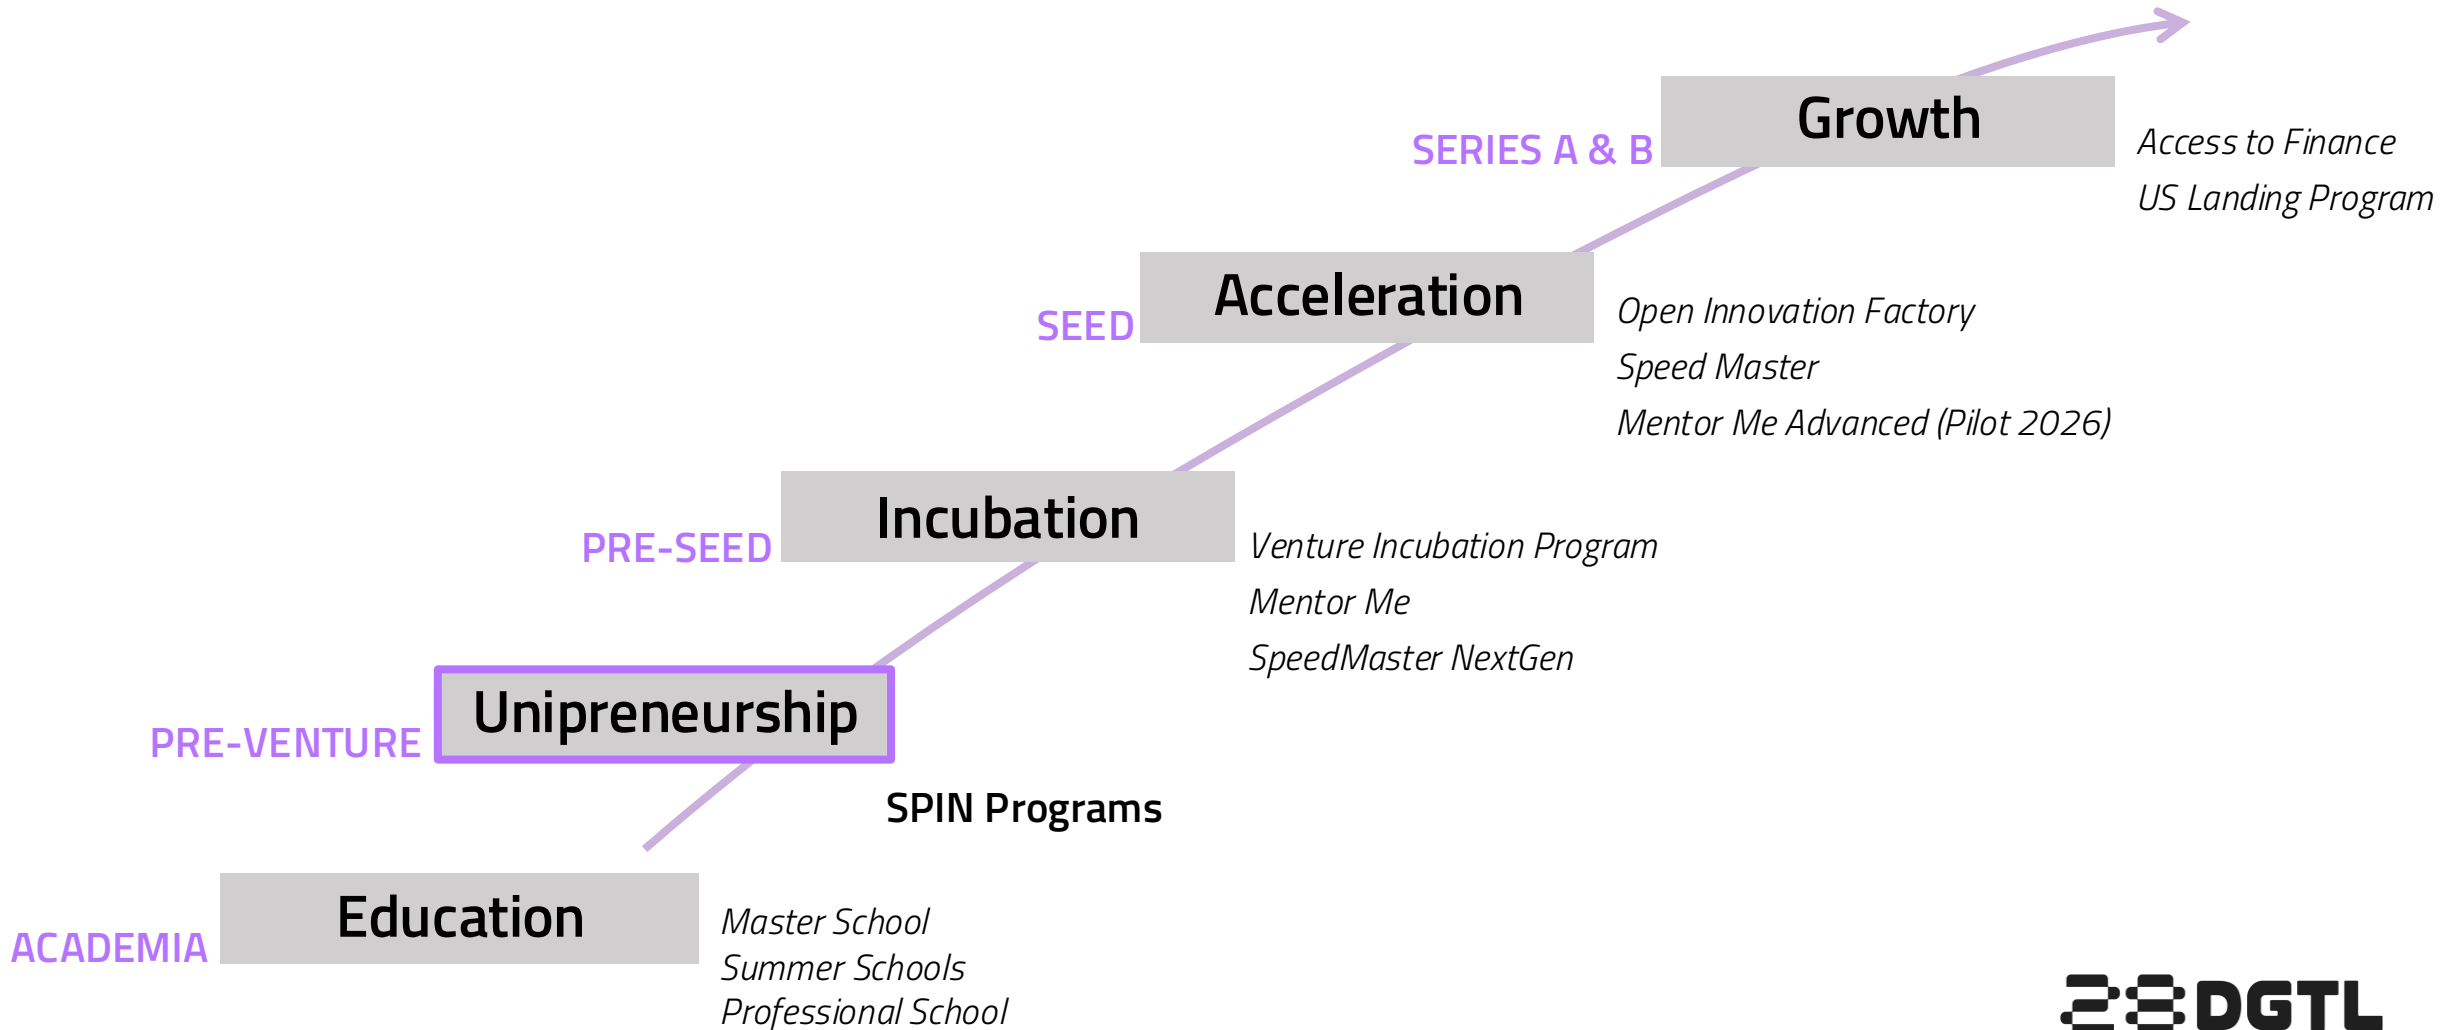 Growth
SERIES A & B
Access to Finance
US Landing Program
Acceleration
SEED
Open Innovation Factory
Speed Master
Mentor Me Advanced (Pilot 2026)
Incubation
PRE-SEED
Venture Incubation Program
Mentor Me
SpeedMaster NextGen
Unipreneurship
PRE-VENTURE
SPIN Programs
Education
ACADEMIA
Master School
Summer Schools
Professional School
28DGTL